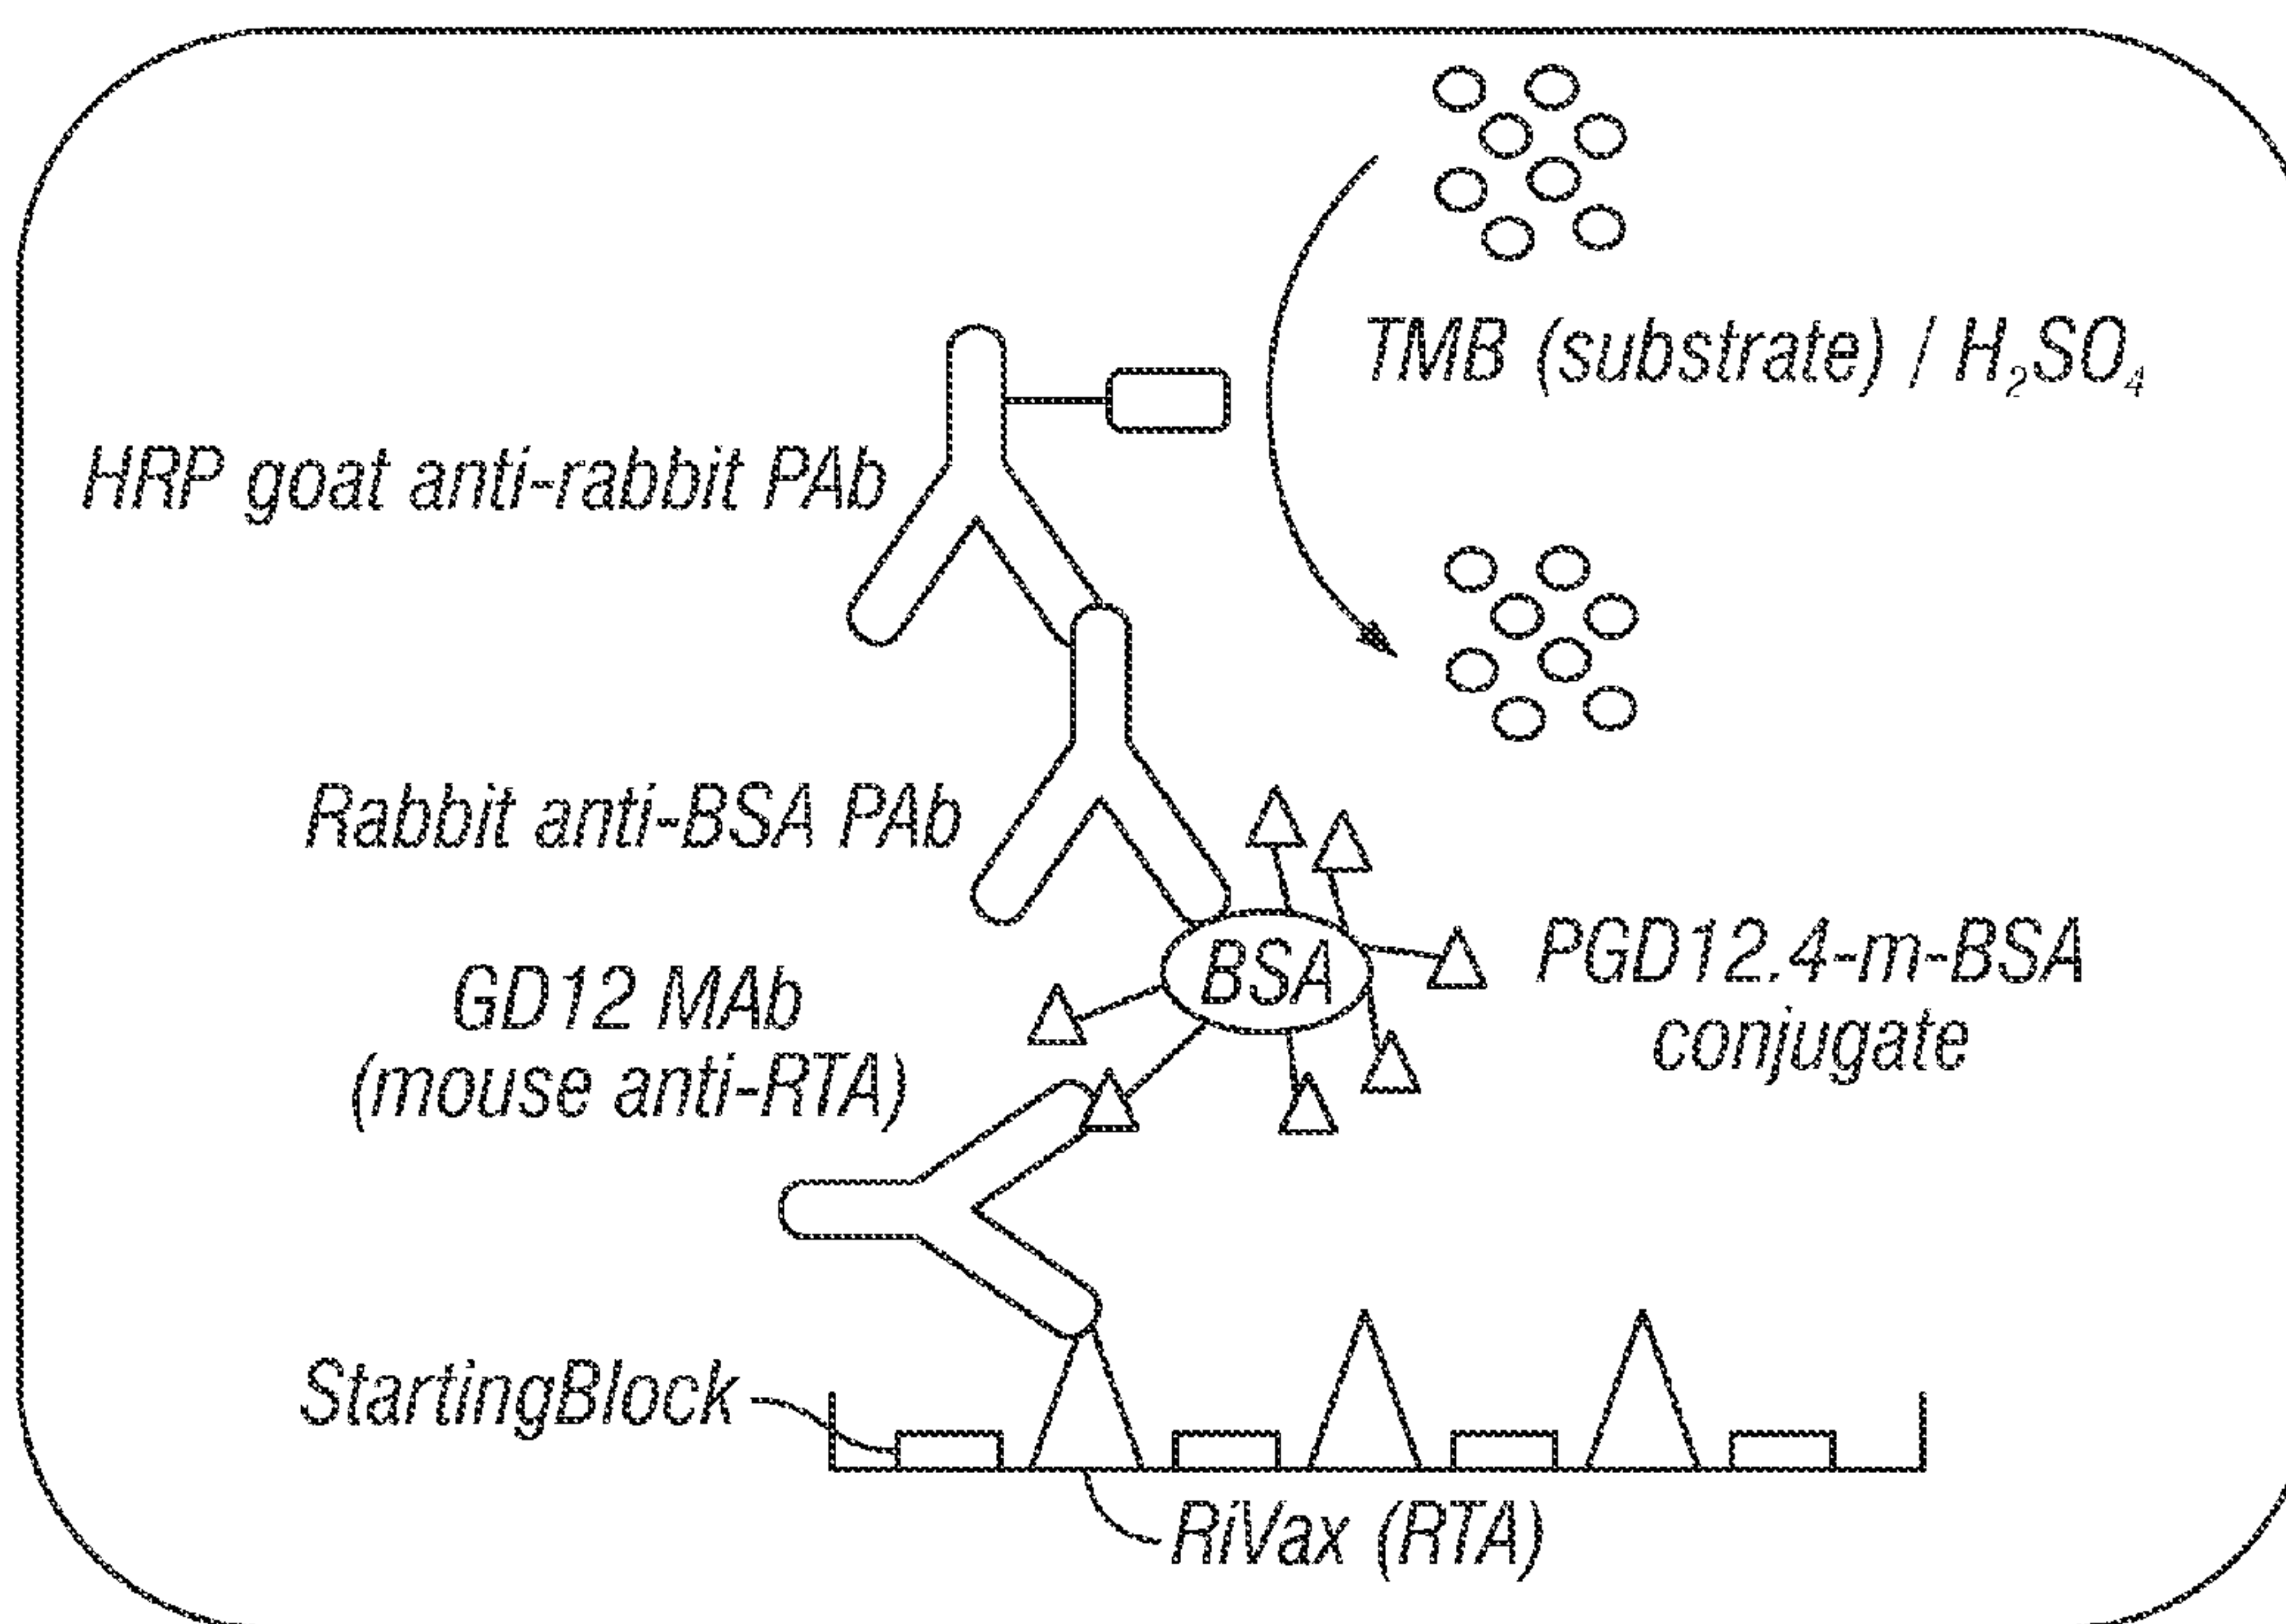 TMB (substrate) / H₂SO₄
HRP goat anti-rabbit PAb
Rabbit anti-BSA PAb
BSA
PGD12.4-m-BSA
conjugate
GD12 MAb
(mouse anti-RTA)
StartingBlock
RiVax (RTA)